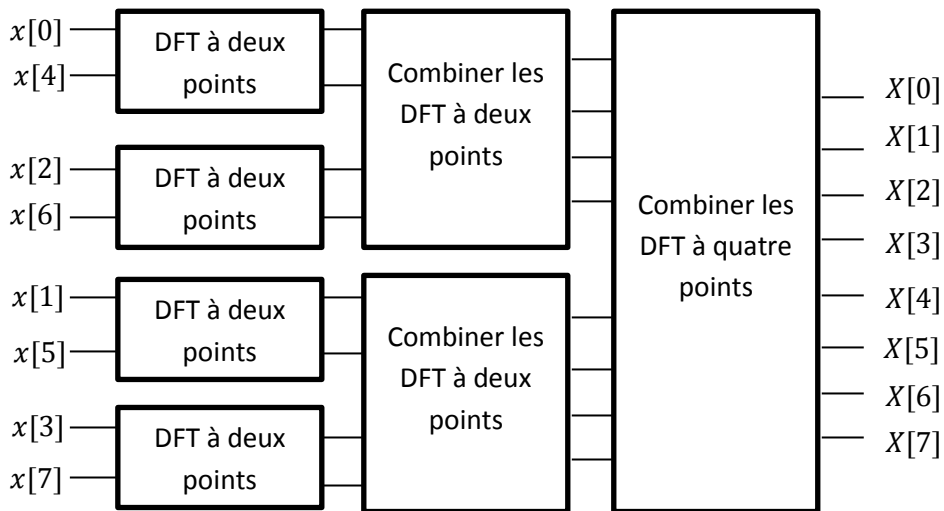 x[0]
x[4]
DFT à deux
points
x[2]
x[6]
DFT à deux
points
x[1]
x[5]
DFT à deux
points
x[3]
x[7]
DFT à deux
points
Combiner les
DFT à deux
points
Combiner les
DFT à deux
points
Combiner les
DFT à quatre
points
X[0]
X[1]
X[2]
X[3]
X[4]
X[5]
X[6]
X[7]